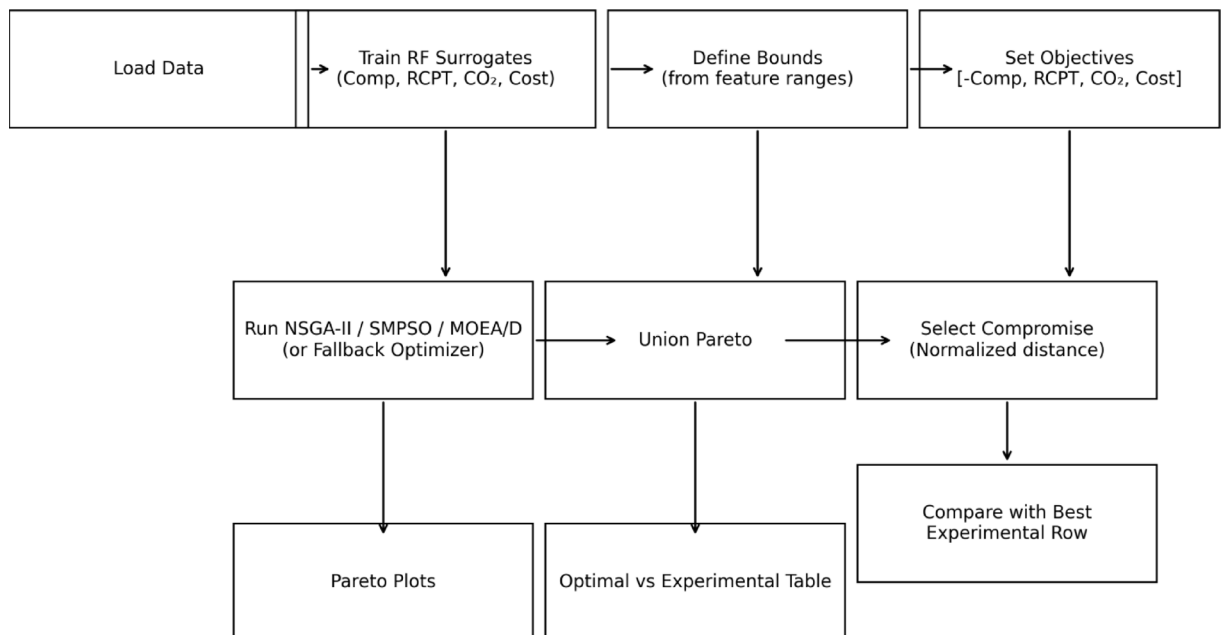 Load Data
Train RF Surrogates
(Comp, RCPT, CO₂, Cost)
Define Bounds
(from feature ranges)
Set Objectives
[-Comp, RCPT, CO₂, Cost]
Run NSGA-II / SMPSO / MOEA/D
(or Fallback Optimizer)
Union Pareto
Select Compromise
(Normalized distance)
Compare with Best
Experimental Row
Pareto Plots
Optimal vs Experimental Table